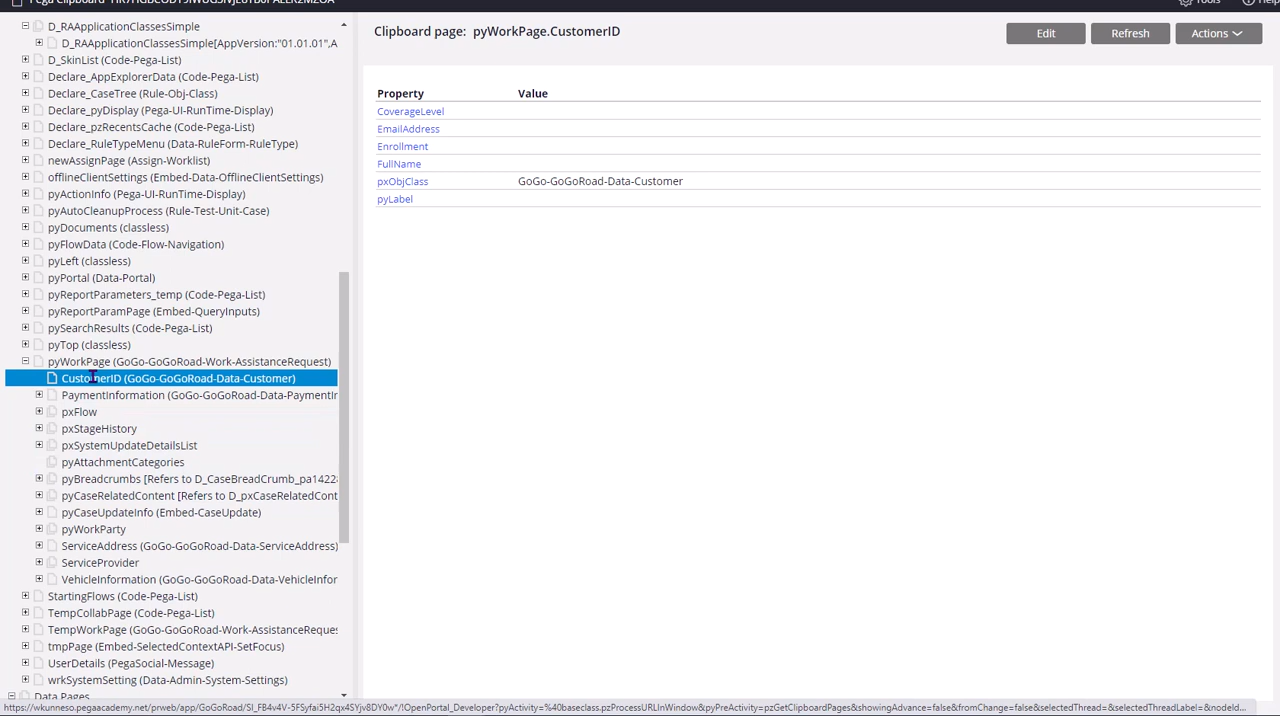 D_RAApplicationClassesSimple
D_RAApplicationClassesSimple[AppVersion:"01.01.01",A
D_SkinList (Code-Pega-List)
Declare_AppExplorerData (Code-Pega-List)
Declare_CaseTree (Rule-Obj-Class)
Declare_pyDisplay (Pega-UI-RunTime-Display)
Declare_pzRecentsCache (Code-Pega-List)
Declare_RuleTypeMenu (Data-RuleForm-RuleType)
newAssignPage (Assign-Worklist)
offlineClientSettings (Embed-Data-OfflineClientSettings)
pyActionInfo (Pega-UI-RunTime-Display)
pyAutoCleanupProcess (Rule-Test-Unit-Case)
pyDocuments (classless)
pyFlowData (Code-Flow-Navigation)
pyLeft (classless)
pyPortal (Data-Portal)
pyReportParameters_temp (Code-Pega-List)
pyReportParamPage (Embed-QueryInputs)
pySearchResults (Code-Pega-List)
pyTop (classless)
pyWorkPage (GoGo-GoGoRoad-Work-AssistanceRequest)
CustomerID (GoGo-GoGoRoad-Data-Customer)
PaymentInformation (GoGo-GoGoRoad-Data-PaymentIr
pxFlow
pxStageHistory
pxSystemUpdateDetailsList
pyAttachmentCategories
pyBreadcrumbs [Refers to D_CaseBreadCrumb_pa1422
pyCaseRelatedContent [Refers to D_pxCaseRelatedCont
pyCaseUpdateInfo (Embed-CaseUpdate)
pyWorkParty
ServiceAddress (GoGo-GoGoRoad-Data-ServiceAddress)
ServiceProvider
VehicleInformation (GoGo-GoGoRoad-Data-VehicleInfor
StartingFlows (Code-Pega-List)
TempCollabPage (Code-Pega-List)
TempWorkPage (GoGo-GoGoRoad-Work-AssistanceReques
tmpPage (Embed-SelectedContextAPI-SetFocus)
UserDetails (PegaSocial-Message)
wrkSystemSetting (Data-Admin-System-Settings)
Data Pages
Tools
Help
Clipboard page: pyWorkPage.CustomerID
Edit Refresh Actions
Property Value
CoverageLevel
EmailAddress
Enrollment
FullName
pxObjClass GoGo-GoGoRoad-Data-Customer
pyLabel